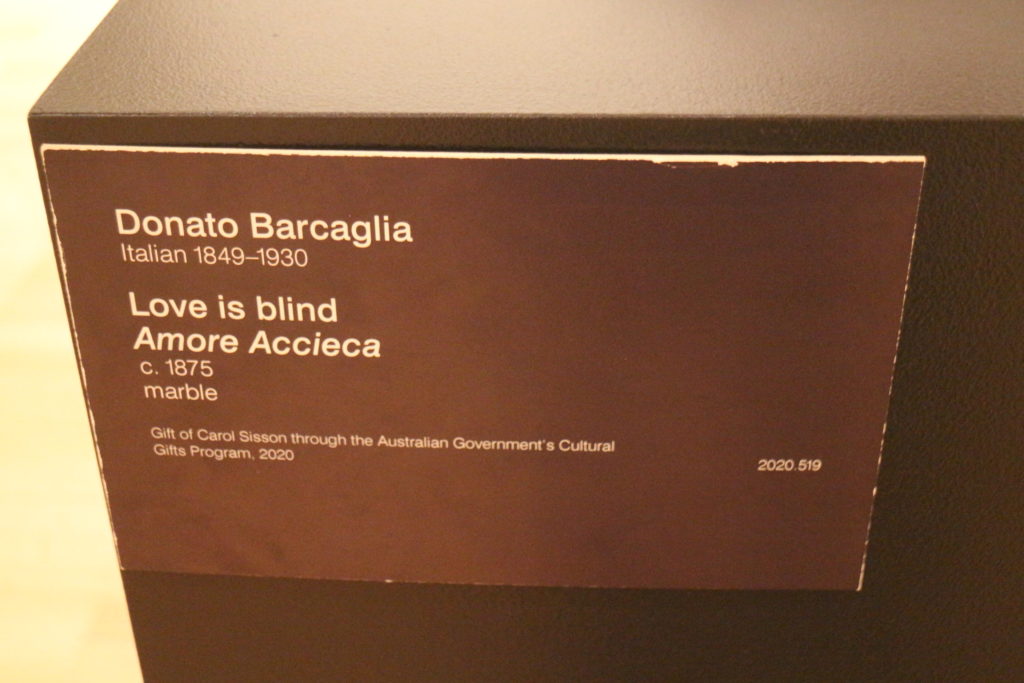 Donato Barcaglia
Italian 1849–1930
Love is blind
Amore Accieca
c. 1875
marble
Gift of Carol Sisson through the Australian Government's Cultural
Gifts Program, 2020
2020.519